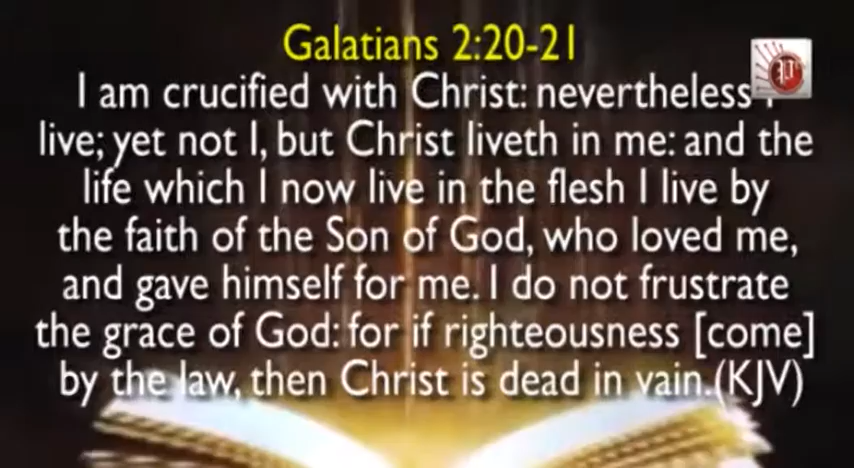 Galatians 2:20-21
I am crucified with Christ: nevertheless I
live; yet not I, but Christ liveth in me: and the
life which I now live in the flesh I live by
the faith of the Son of God, who loved me,
and gave himself for me. I do not frustrate
the grace of God: for if righteousness [come]
by the law, then Christ is dead in vain.(KJV)